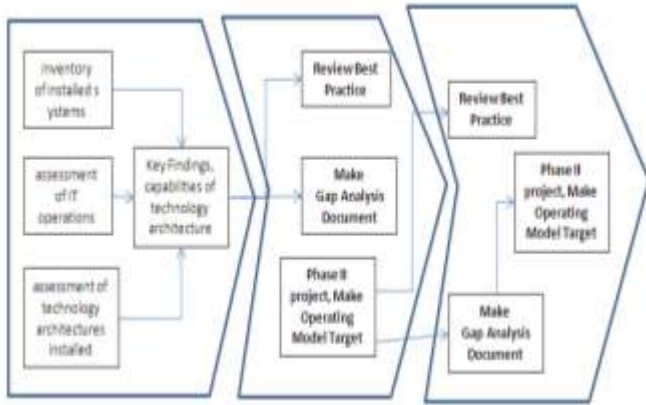 inventory
of installed s
ystems
assessment
of IT
operations
assessment of
technology
architectures
installed
Key Findings,
capabilities of
technology
architecture
Review Best
Practice
Make
Gap Analysis
Document
Phase II
project, Make
Operating
Model Target
Review Best
Practice
Phase II
project, Make
Operating
Model Target
Make
Gap Analysis
Document